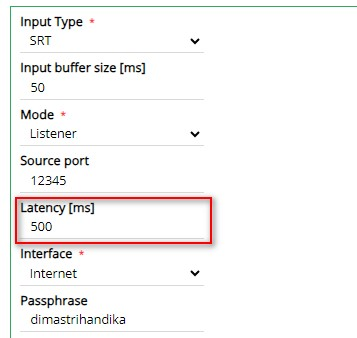 Input Type *
SRT
Input buffer size [ms]
50
Mode *
Listener
Source port
12345
Latency [ms]
500
Interface *
Internet
Passphrase
dimastrihandika